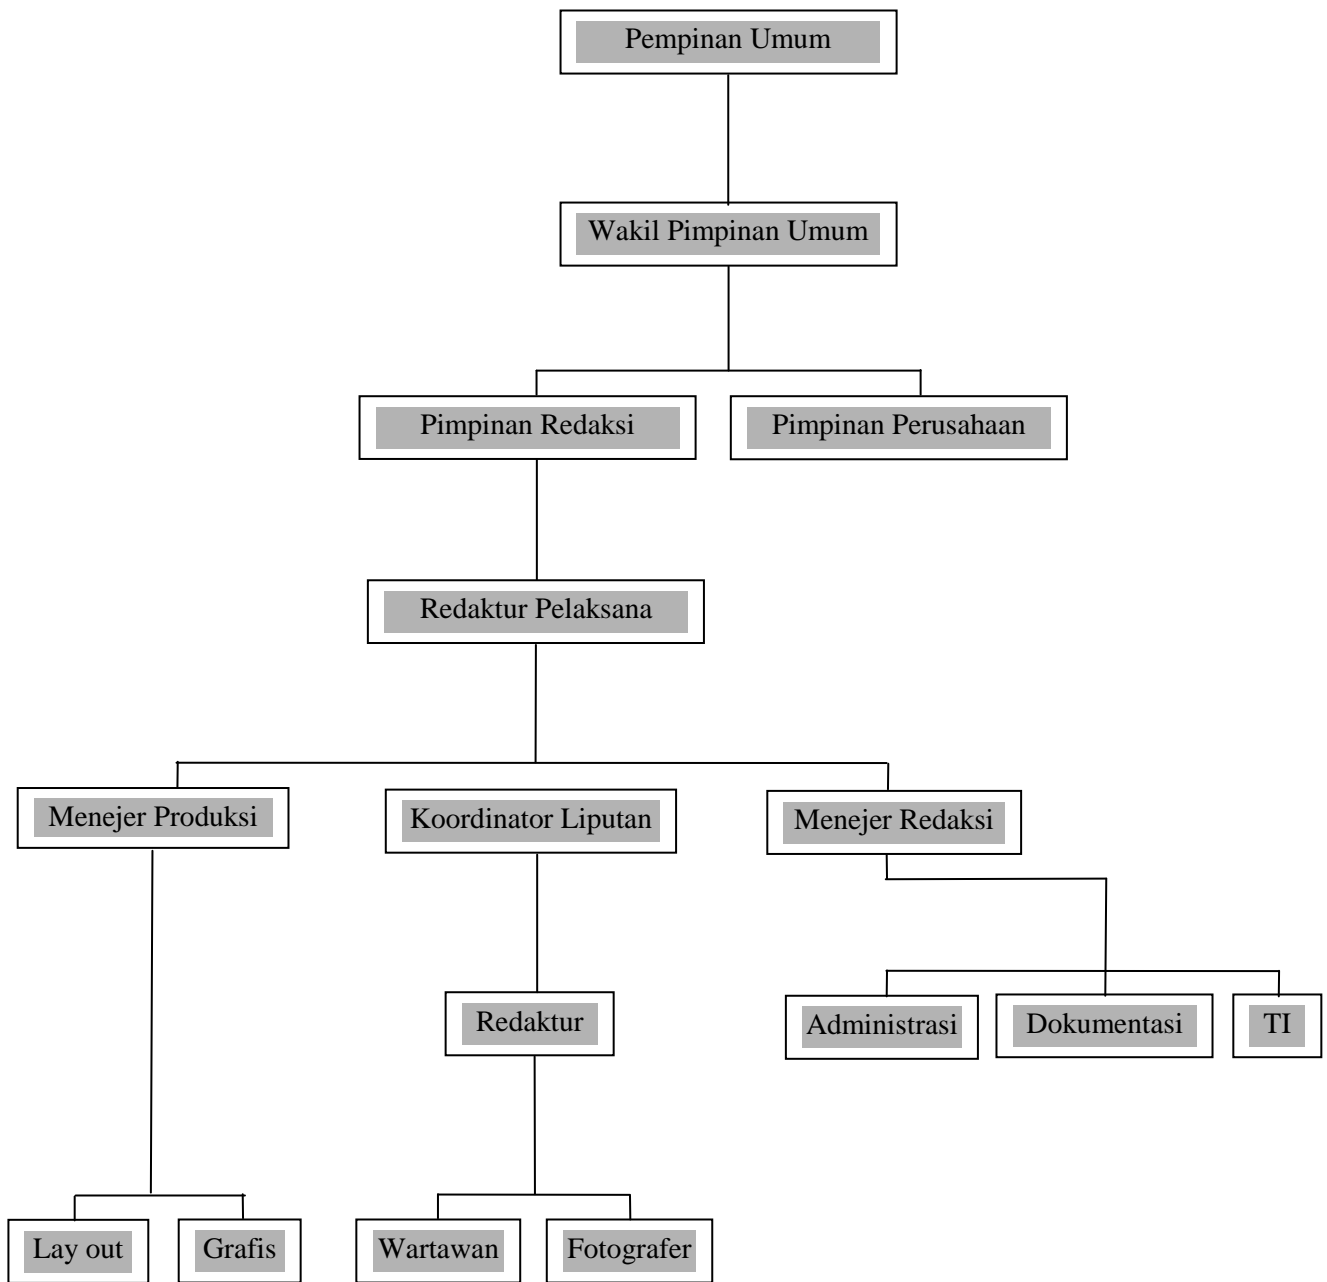 Pempinan Umum
Wakil Pimpinan Umum
Pimpinan Redaksi
Pimpinan Perusahaan
Redaktur Pelaksana
Menejer Produksi
Koordinator Liputan
Menejer Redaksi
Redaktur
Administrasi
Dokumentasi
TI
Lay out
Grafis
Wartawan
Fotografer